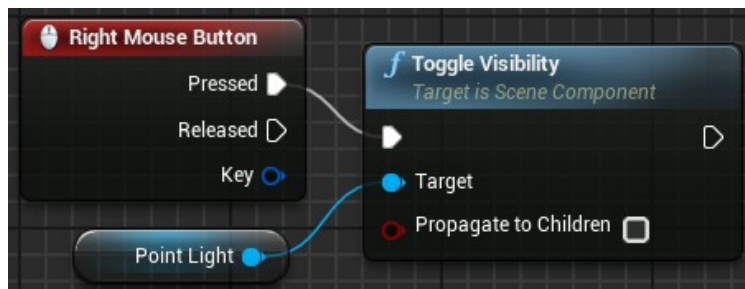 Right Mouse Button
Pressed
Released
Key
Point Light
f Toggle Visibility
Target is Scene Component
Target
Propagate to Children